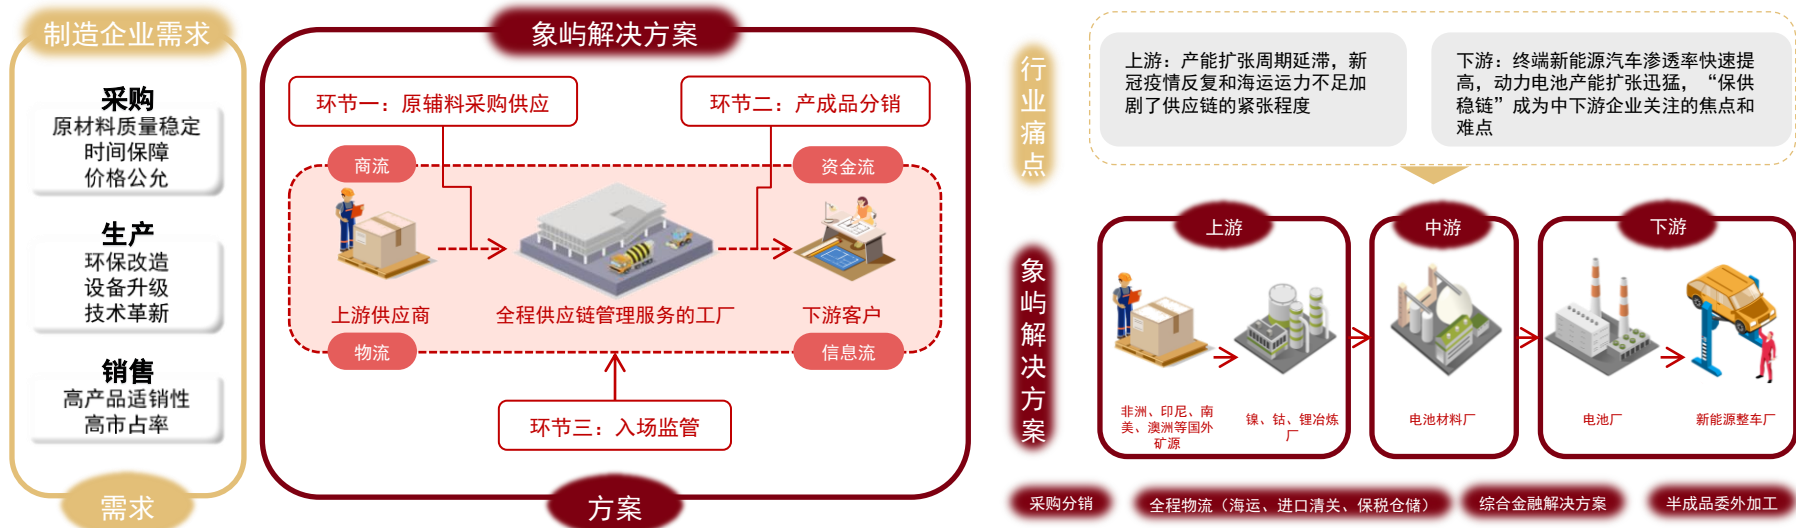 制造企业需求
采购
原材料质量稳定
时间保障
价格公允
生产
环保改造
设备升级
技术革新
销售
高产品适销性
高市占率
需求
象屿解决方案
环节一：原辅料采购供应
环节二：产成品分销
商流
资金流
上游供应商
全程供应链管理服务的工厂
下游客户
物流
信息流
环节三：入场监管
方案
行业痛点
上游：产能扩张周期延滞，新
冠疫情反复和海运运力不足加
剧了供应链的紧张程度
下游：终端新能源汽车渗透率快速提
高，动力电池产能扩张迅猛，“保供
稳链”成为中下游企业关注的焦点和
难点
象屿解决方案
上游
中游
下游
非洲、印尼、南
美、澳洲等国外
矿源
镍、钴、锂冶炼
厂
电池材料厂
电池厂
新能源整车厂
采购分销
全程物流（海运、进口清关、保税仓储）
综合金融解决方案
半成品委外加工